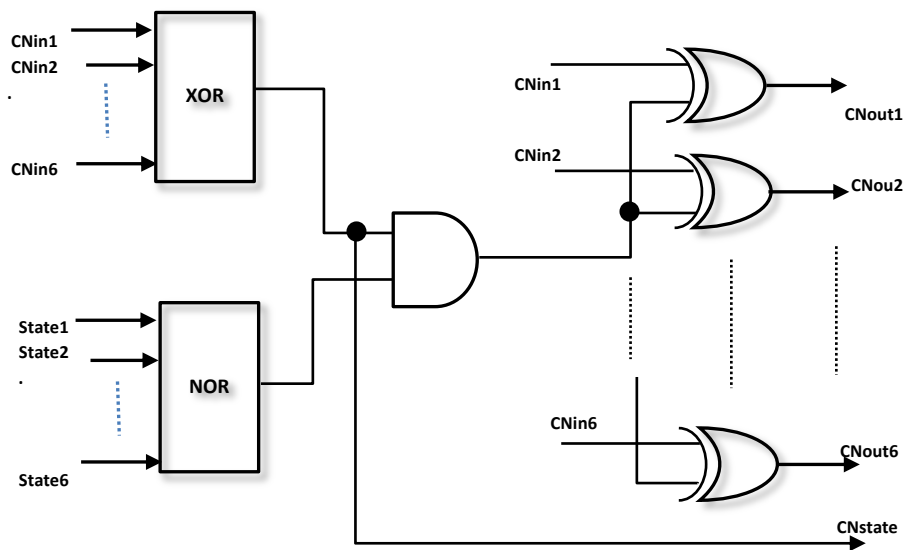 CNin1
CNin2
.
CNin6
XOR
State1
State2
.
State6
NOR
CNin1
CNout1
CNin2
CNou2
CNin6
CNout6
CNstate